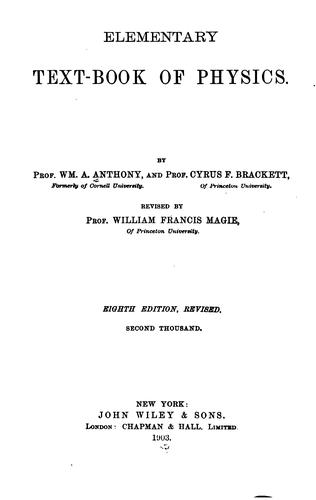 ELEMENTARY
TEXT-BOOK OF PHYSICS.
BY
PROF. WM. A. ANTHONY, AND PROF. CYRUS F. BRACKETT,
Formerly of Cornell University. Of Princeton University.
REVISED BY
PROF. WILLIAM FRANCIS MAGIE,
Of Princeton University.
EIGHTH EDITION, REVISED.
SECOND THOUSAND.
NEW YORK:
JOHN WILEY & SONS.
LONDON: CHAPMAN & HALL, LIMITED
1903.